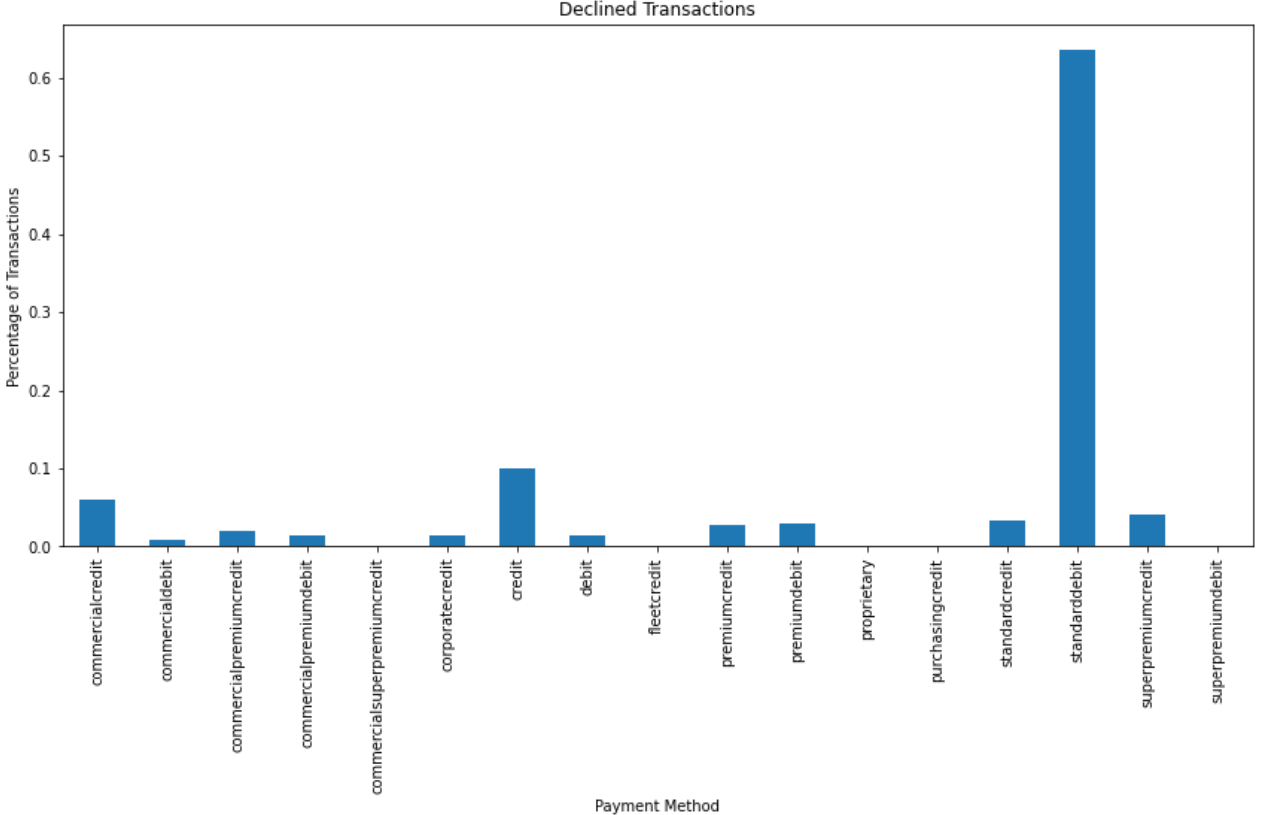 Declined Transactions
Percentage of Transactions
0.6
0.5
0.4
0.3
0.2
0.1
0.0
commercialcredit
commercialdebit
commercialpremiumcredit
commercialpremiumdebit
commercialsuperpremiumcredit
corporatecredit
credit
debit
fleetcredit
premiumcredit
premiumdebit
proprietary
purchasingcredit
standardcredit
standarddebit
superpremiumcredit
superpremiumdebit
Payment Method